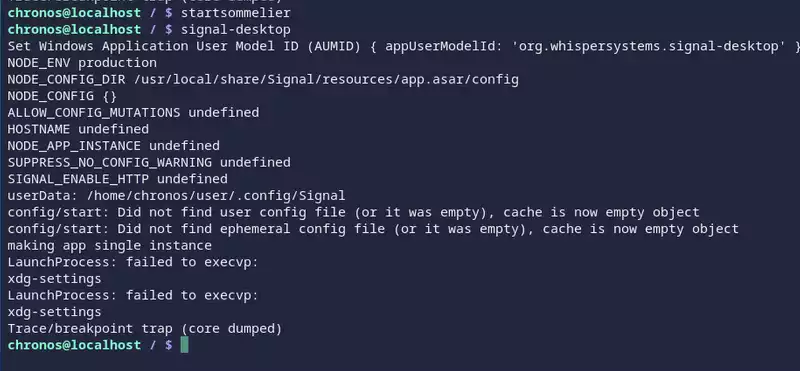 chronos@localhost / $ startsommelier
chronos@localhost / $ signal-desktop
Set Windows Application User Model ID (AUMID) { appUserModelId: 'org.whispersystems.signal-desktop' }
NODE_ENV production
NODE_CONFIG_DIR /usr/local/share/Signal/resources/app.asar/config
NODE_CONFIG {}
ALLOW_CONFIG_MUTATIONS undefined
HOSTNAME undefined
NODE_APP_INSTANCE undefined
SUPPRESS_NO_CONFIG_WARNING undefined
SIGNAL_ENABLE_HTTP undefined
userData: /home/chronos/user/.config/Signal
config/start: Did not find user config file (or it was empty), cache is now empty object
config/start: Did not find ephemeral config file (or it was empty), cache is now empty object
making app single instance
LaunchProcess: failed to execvp:
xdg-settings
LaunchProcess: failed to execvp:
xdg-settings
Trace/breakpoint trap (core dumped)
chronos@localhost / $